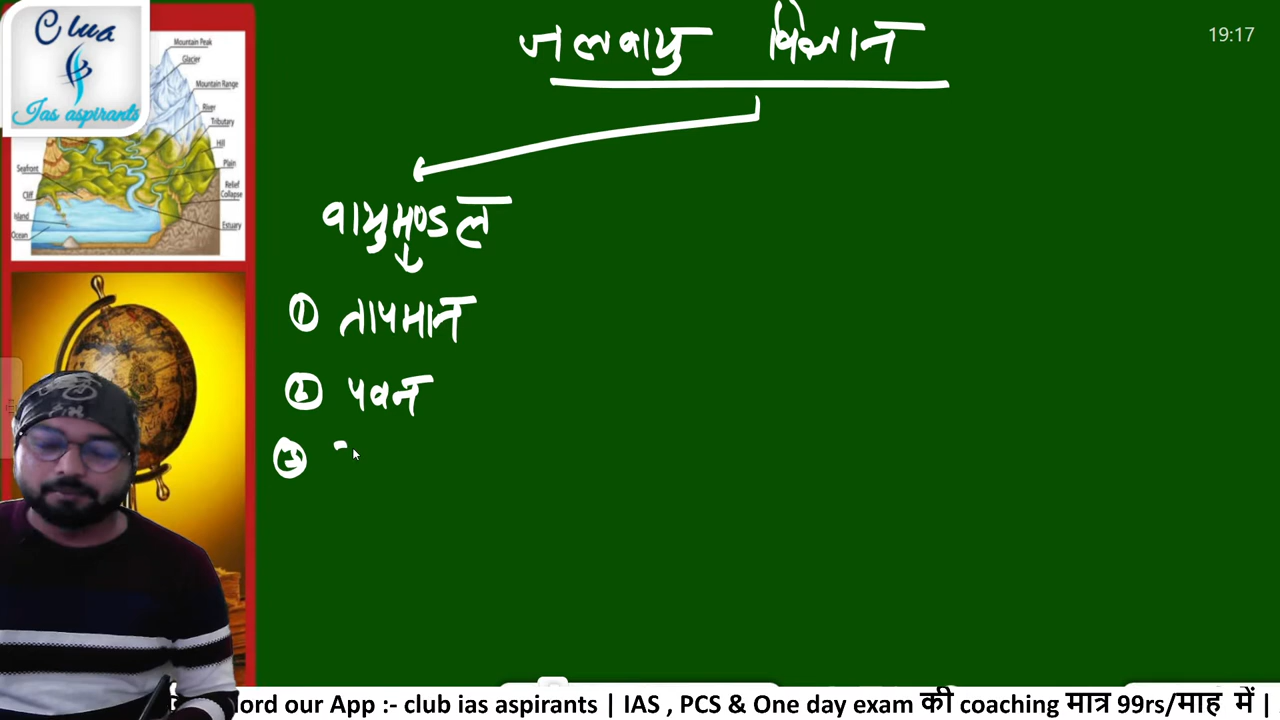 Clua
Ias aspirants
Mountain Peak
Glacier
Mountain Range
River
Tributary
Hill
Plain
Relief
Collapse
Estuary
Seafront
Cliff
Island
Ocean
19:17
जलवायु विज्ञान
वायुमण्डल
① तापमान
② पवन
③
lord our App :- club ias aspirants | IAS , PCS & One day exam की coaching मात्र 99rs/माह में |